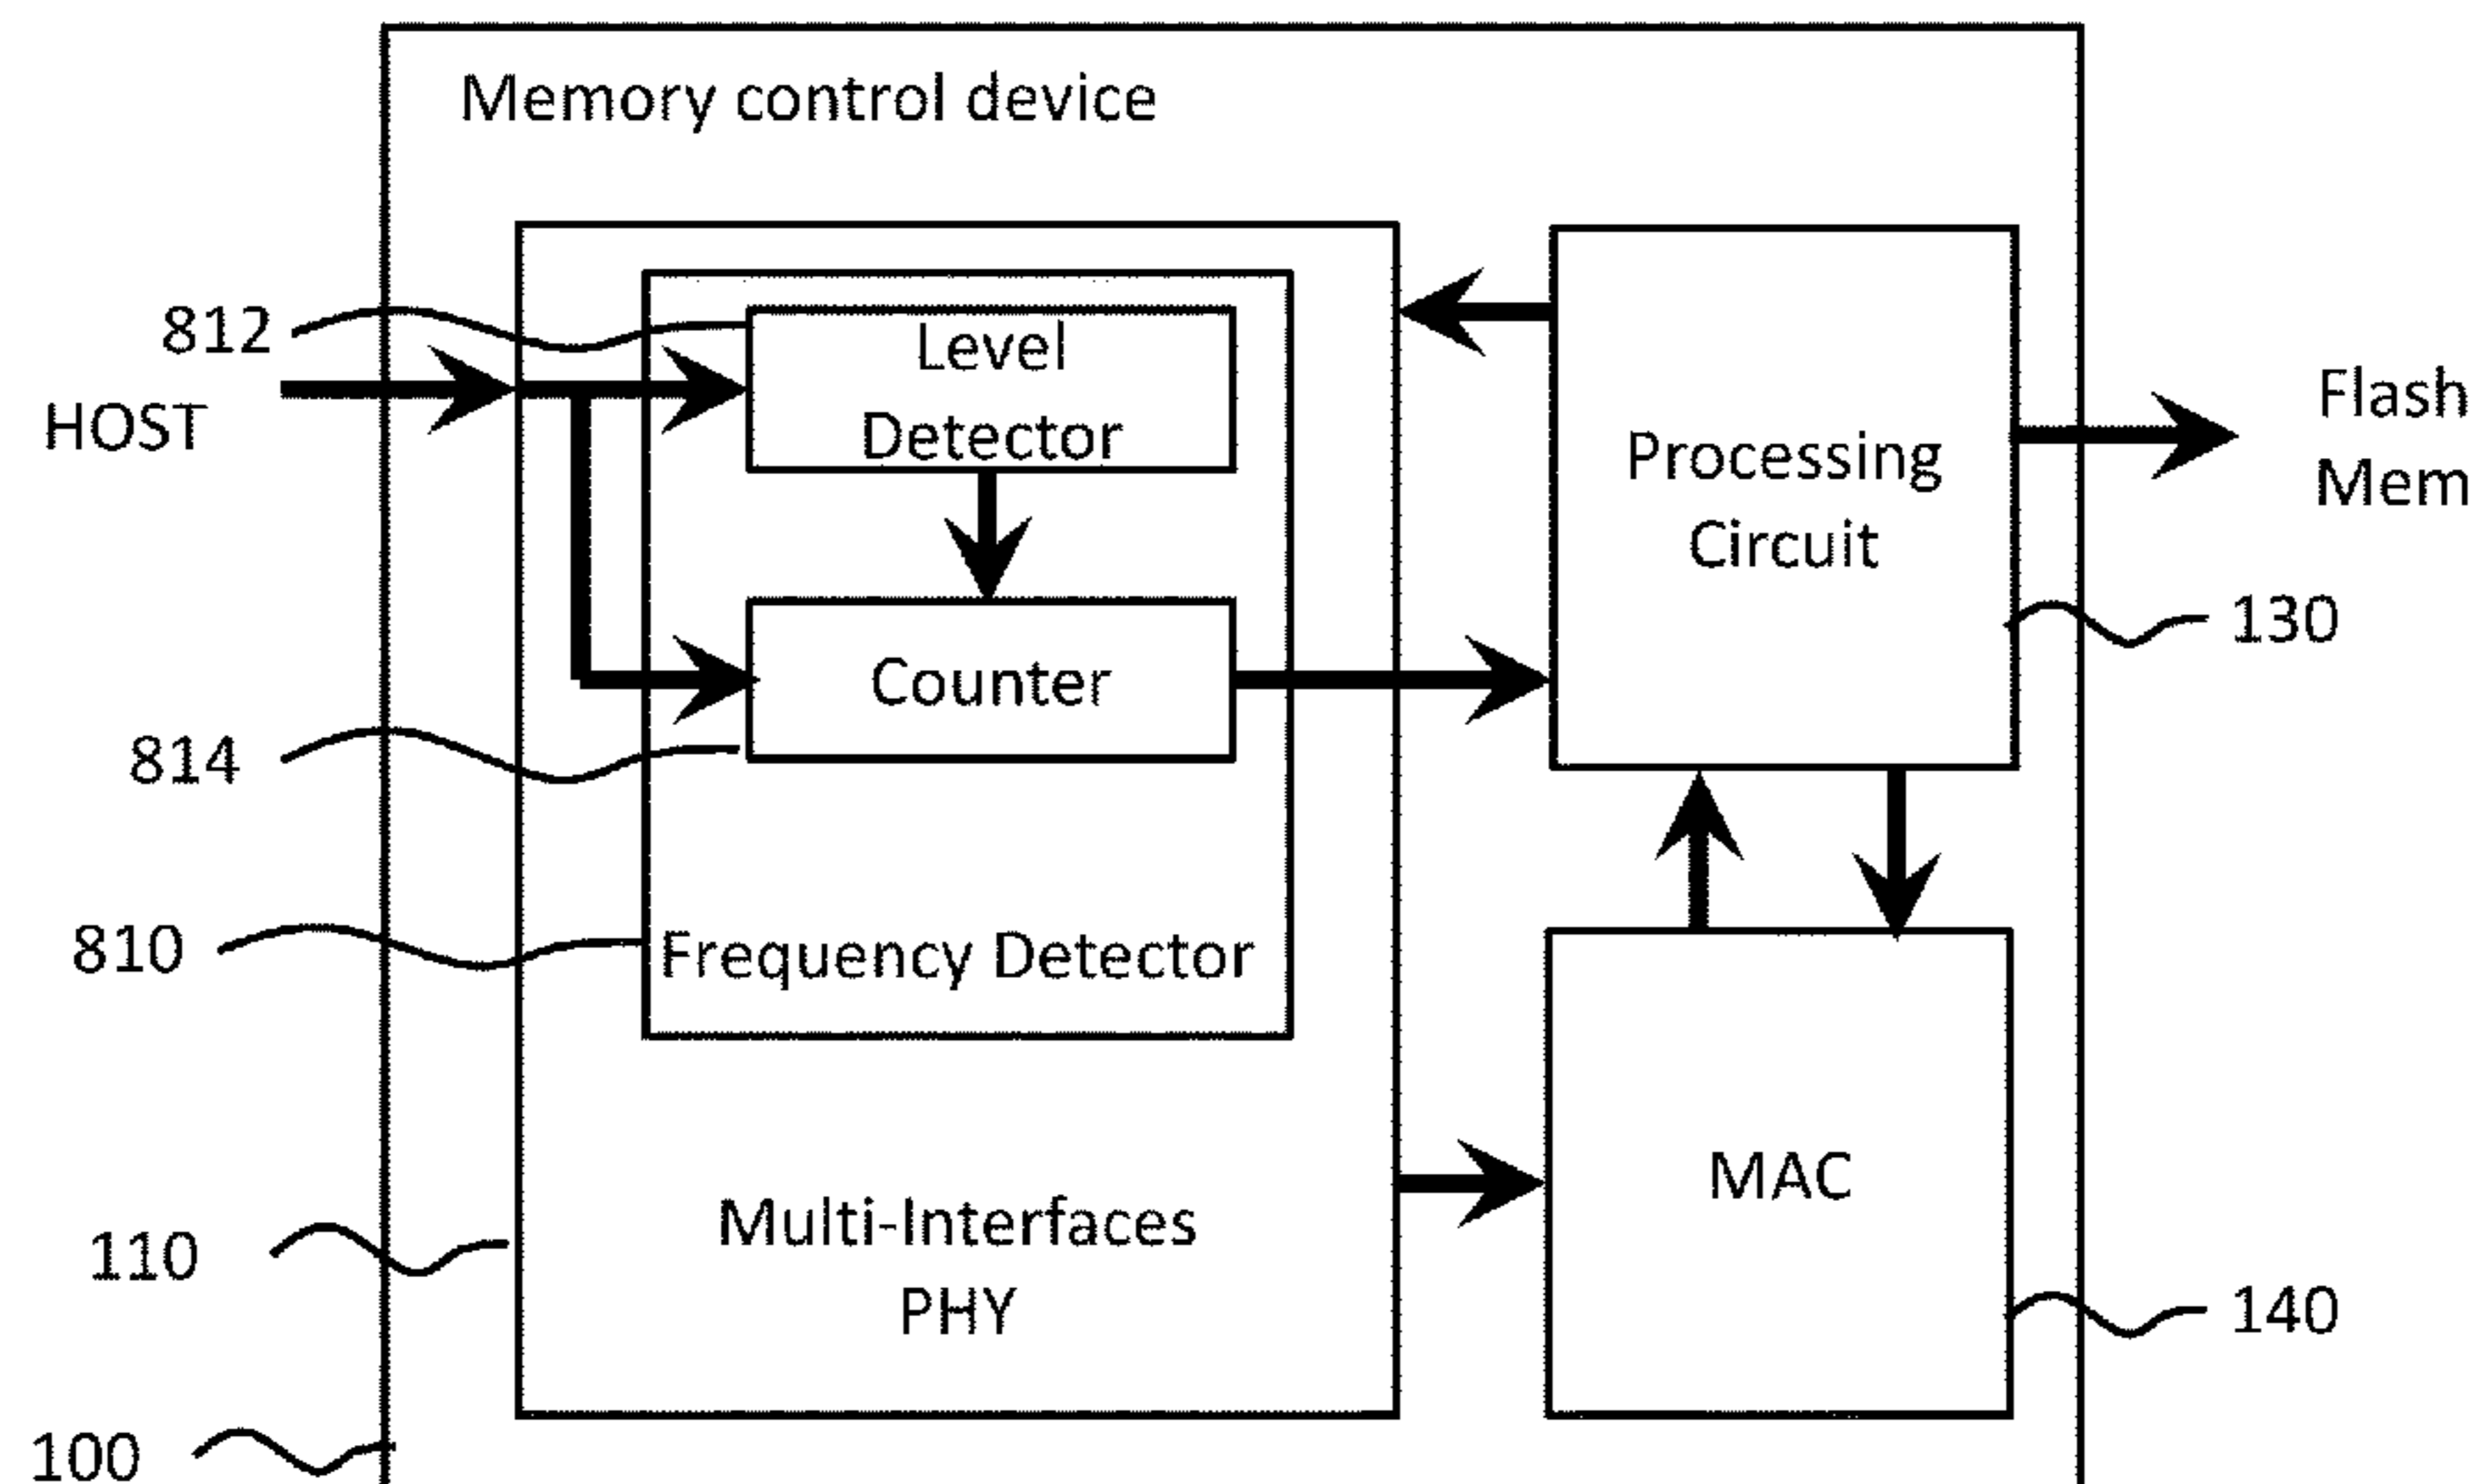 Memory control device
812
HOST
Level
Detector
Flash
Mem
Processing
Circuit
130
Counter
814
810
Frequency Detector
110
Multi-Interfaces
PHY
MAC
140
100